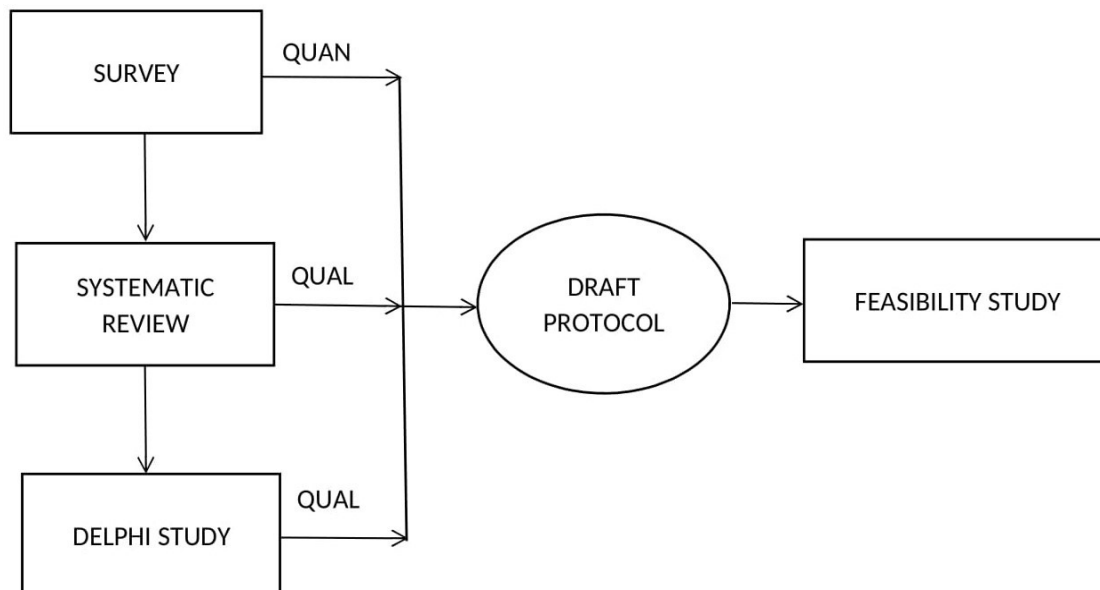 SURVEY
QUAN
SYSTEMATIC
REVIEW
QUAL
DELPHI STUDY
QUAL
DRAFT
PROTOCOL
FEASIBILITY STUDY